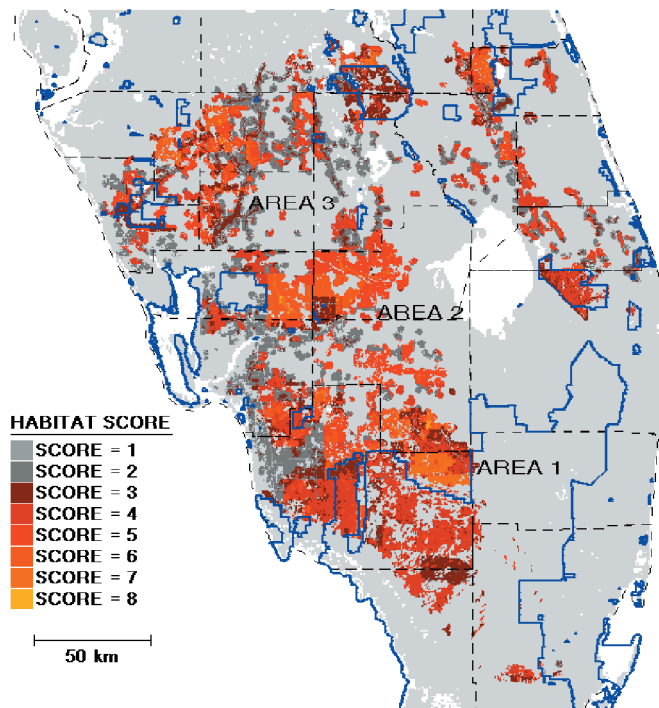 AREA 3
AREA 2
HABITAT SCORE
SCORE = 1
SCORE = 2
AREA 1
SCORE = 3
SCORE = 4
SCORE = 5
SCORE = 6
SCORE = 7
SCORE = 8
50 km